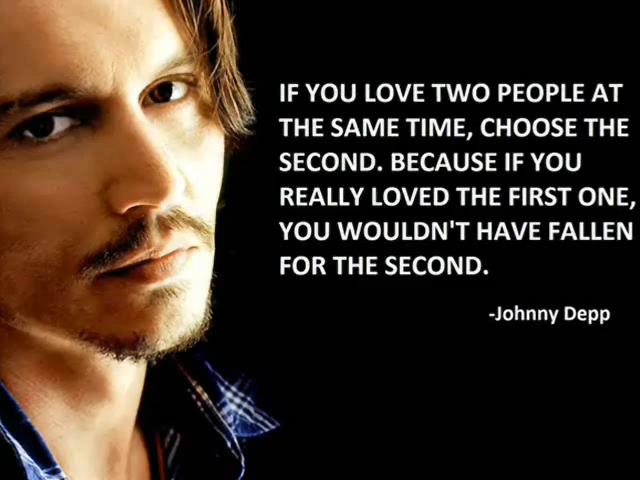 IF YOU LOVE TWO PEOPLE AT
THE SAME TIME, CHOOSE THE
SECOND. BECAUSE IF YOU
REALLY LOVED THE FIRST ONE,
YOU WOULDN'T HAVE FALLEN
FOR THE SECOND.
-Johnny Depp